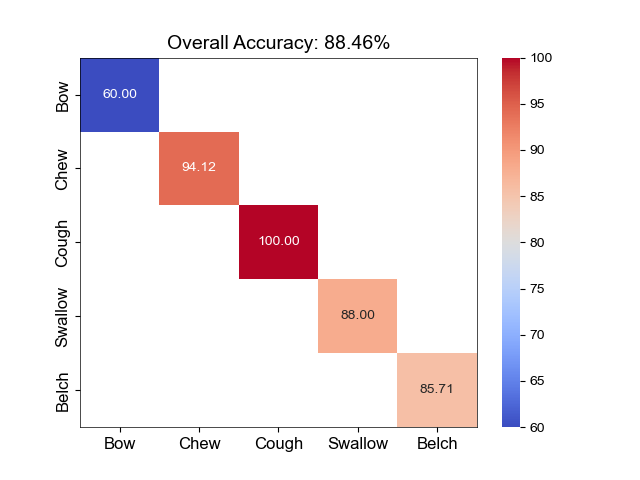 Overall Accuracy: 88.46%
Bow
60.00
Chew
94.12
Cough
100.00
Swallow
88.00
Belch
85.71
Bow Chew Cough Swallow Belch
100
95
90
85
80
75
70
65
60